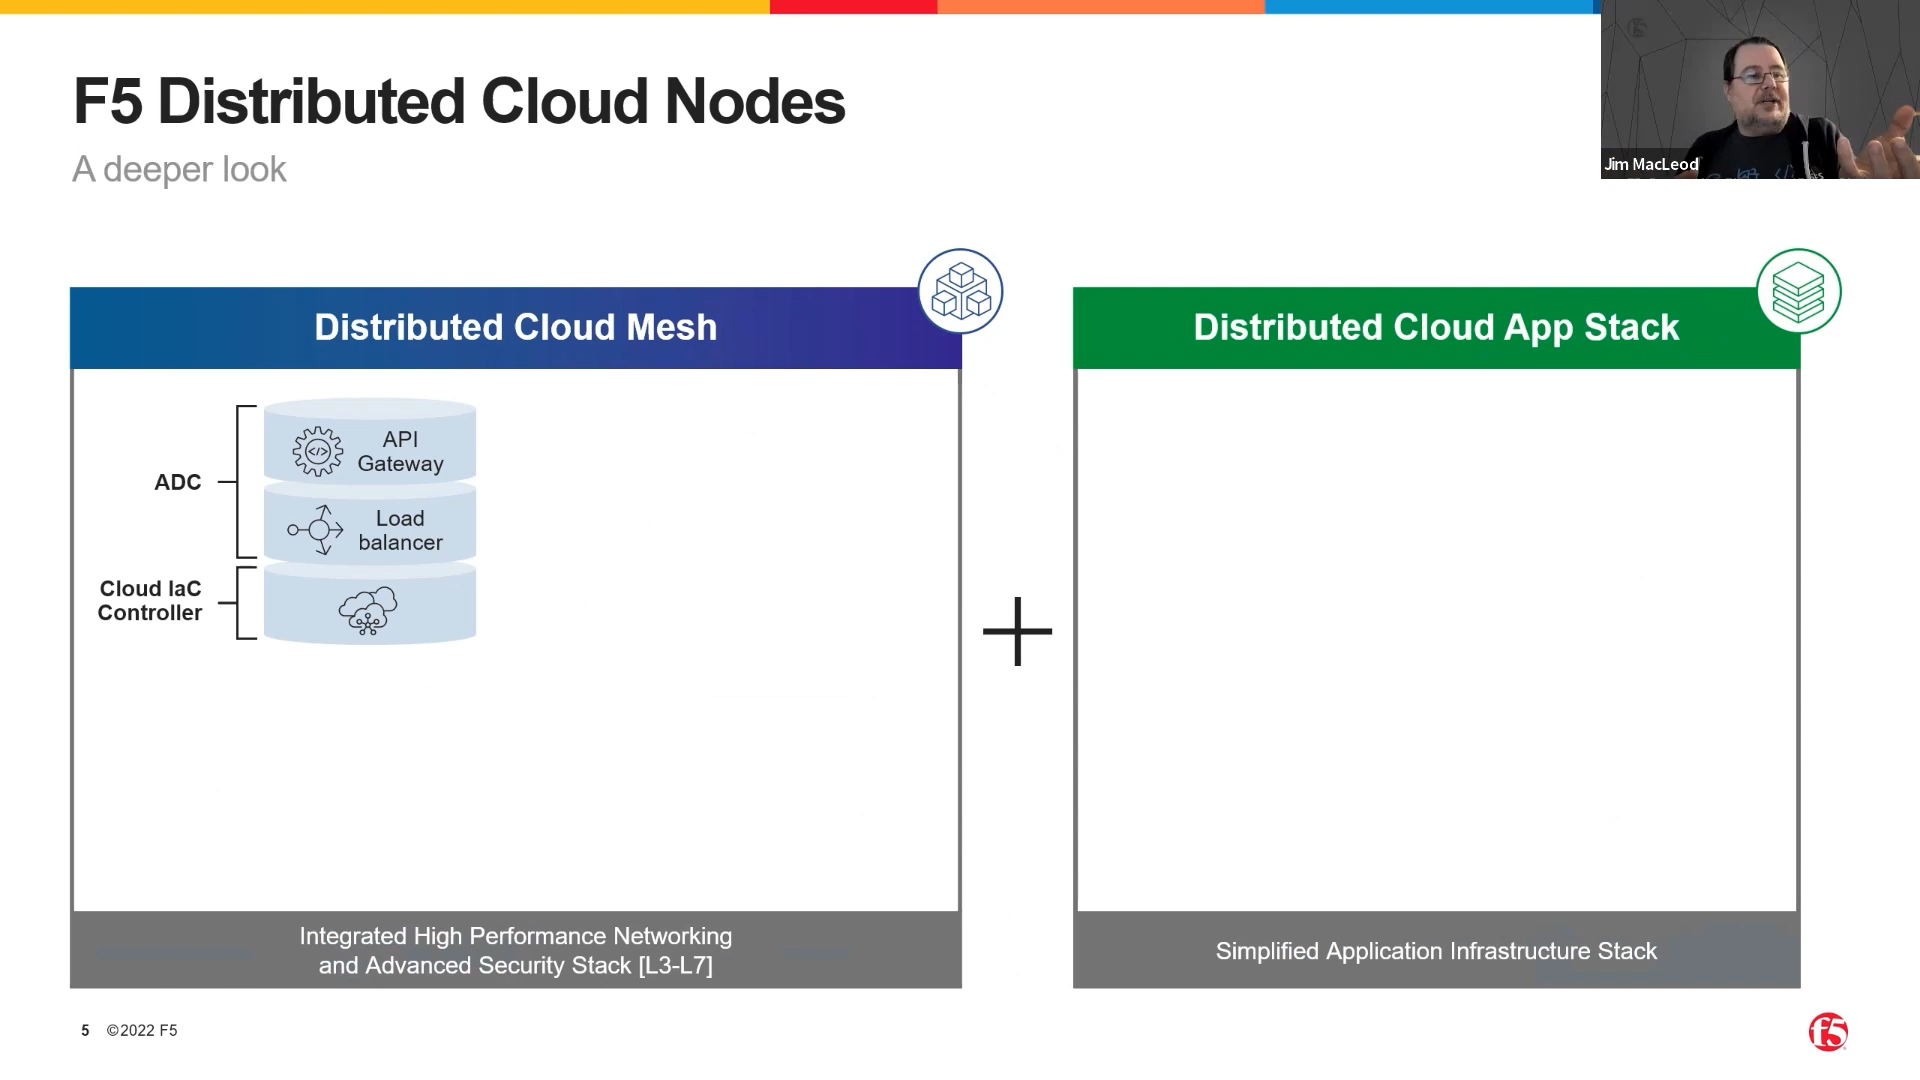 F5 Distributed Cloud Nodes
A deeper look
Jim MacLeod
Distributed Cloud Mesh
Distributed Cloud App Stack
ADC
API
Gateway
</>
Load
balancer
Cloud IaC
Controller
Integrated High Performance Networking
and Advanced Security Stack [L3-L7]
Simplified Application Infrastructure Stack
5 ©2022 F5
f5